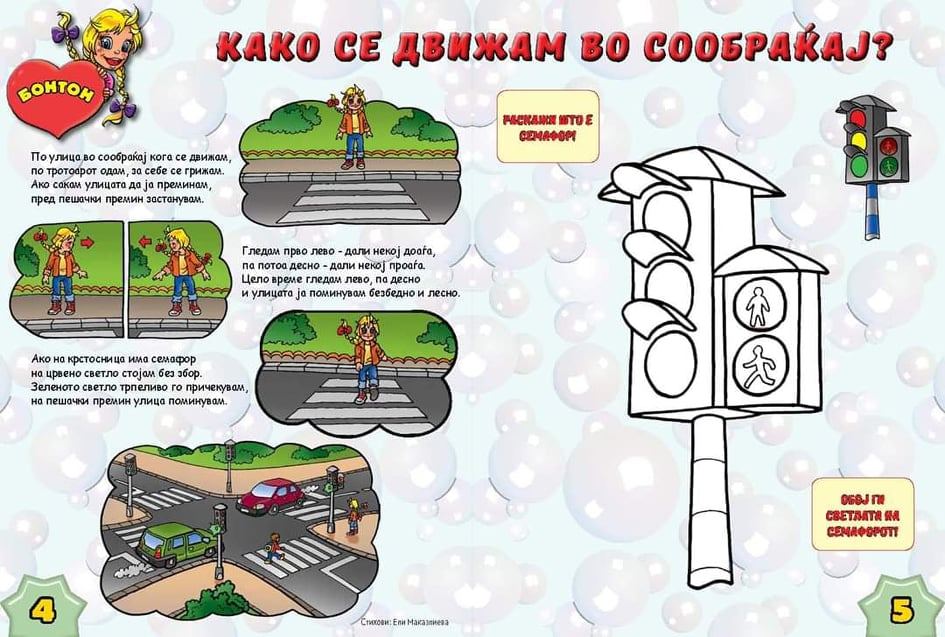 БОНТОН
КАКО СЕ ДВИЖАМ ВО СООБРАЌАЈ?
По улица во сообраќај кога се движам,
по тротоарот одам, за себе се грижам.
Ако сакам улицата да ја преминам,
пред пешачки премин застанувам.
Гледам прво лево - дали некој доаѓа,
па потоа десно - дали некој проаѓа.
Цело време гледам лево, па десно
и улицата ја поминувам безбедно и лесно.
Ако на крстосница има семафор
на црвено светло стојам без збор.
Зеленото светло трпеливо го причекувам,
на пешачки премин улица поминувам.
Стихови: Ели Маказлиева
4
РАСКАЖИ ШТО Е
СЕМАФОР!
ОБОЈ ГИ
СВЕТЛАТА НА
СЕМАФОРОТ!
5